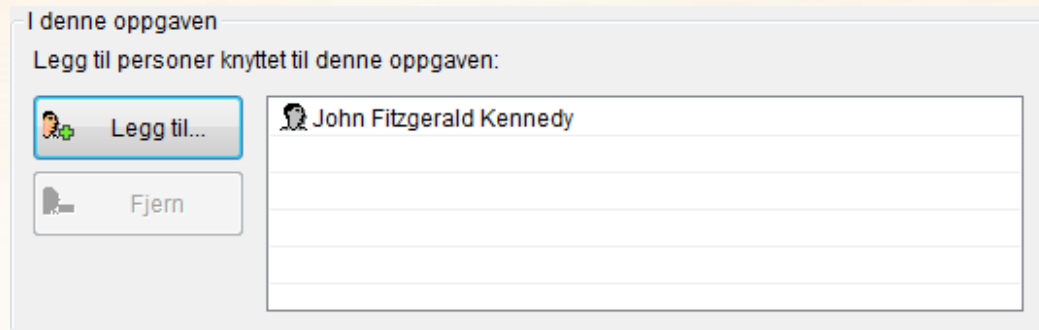 I denne oppgaven
Legg til personer knyttet til denne oppgaven:
Legg til...
John Fitzgerald Kennedy
Fjern